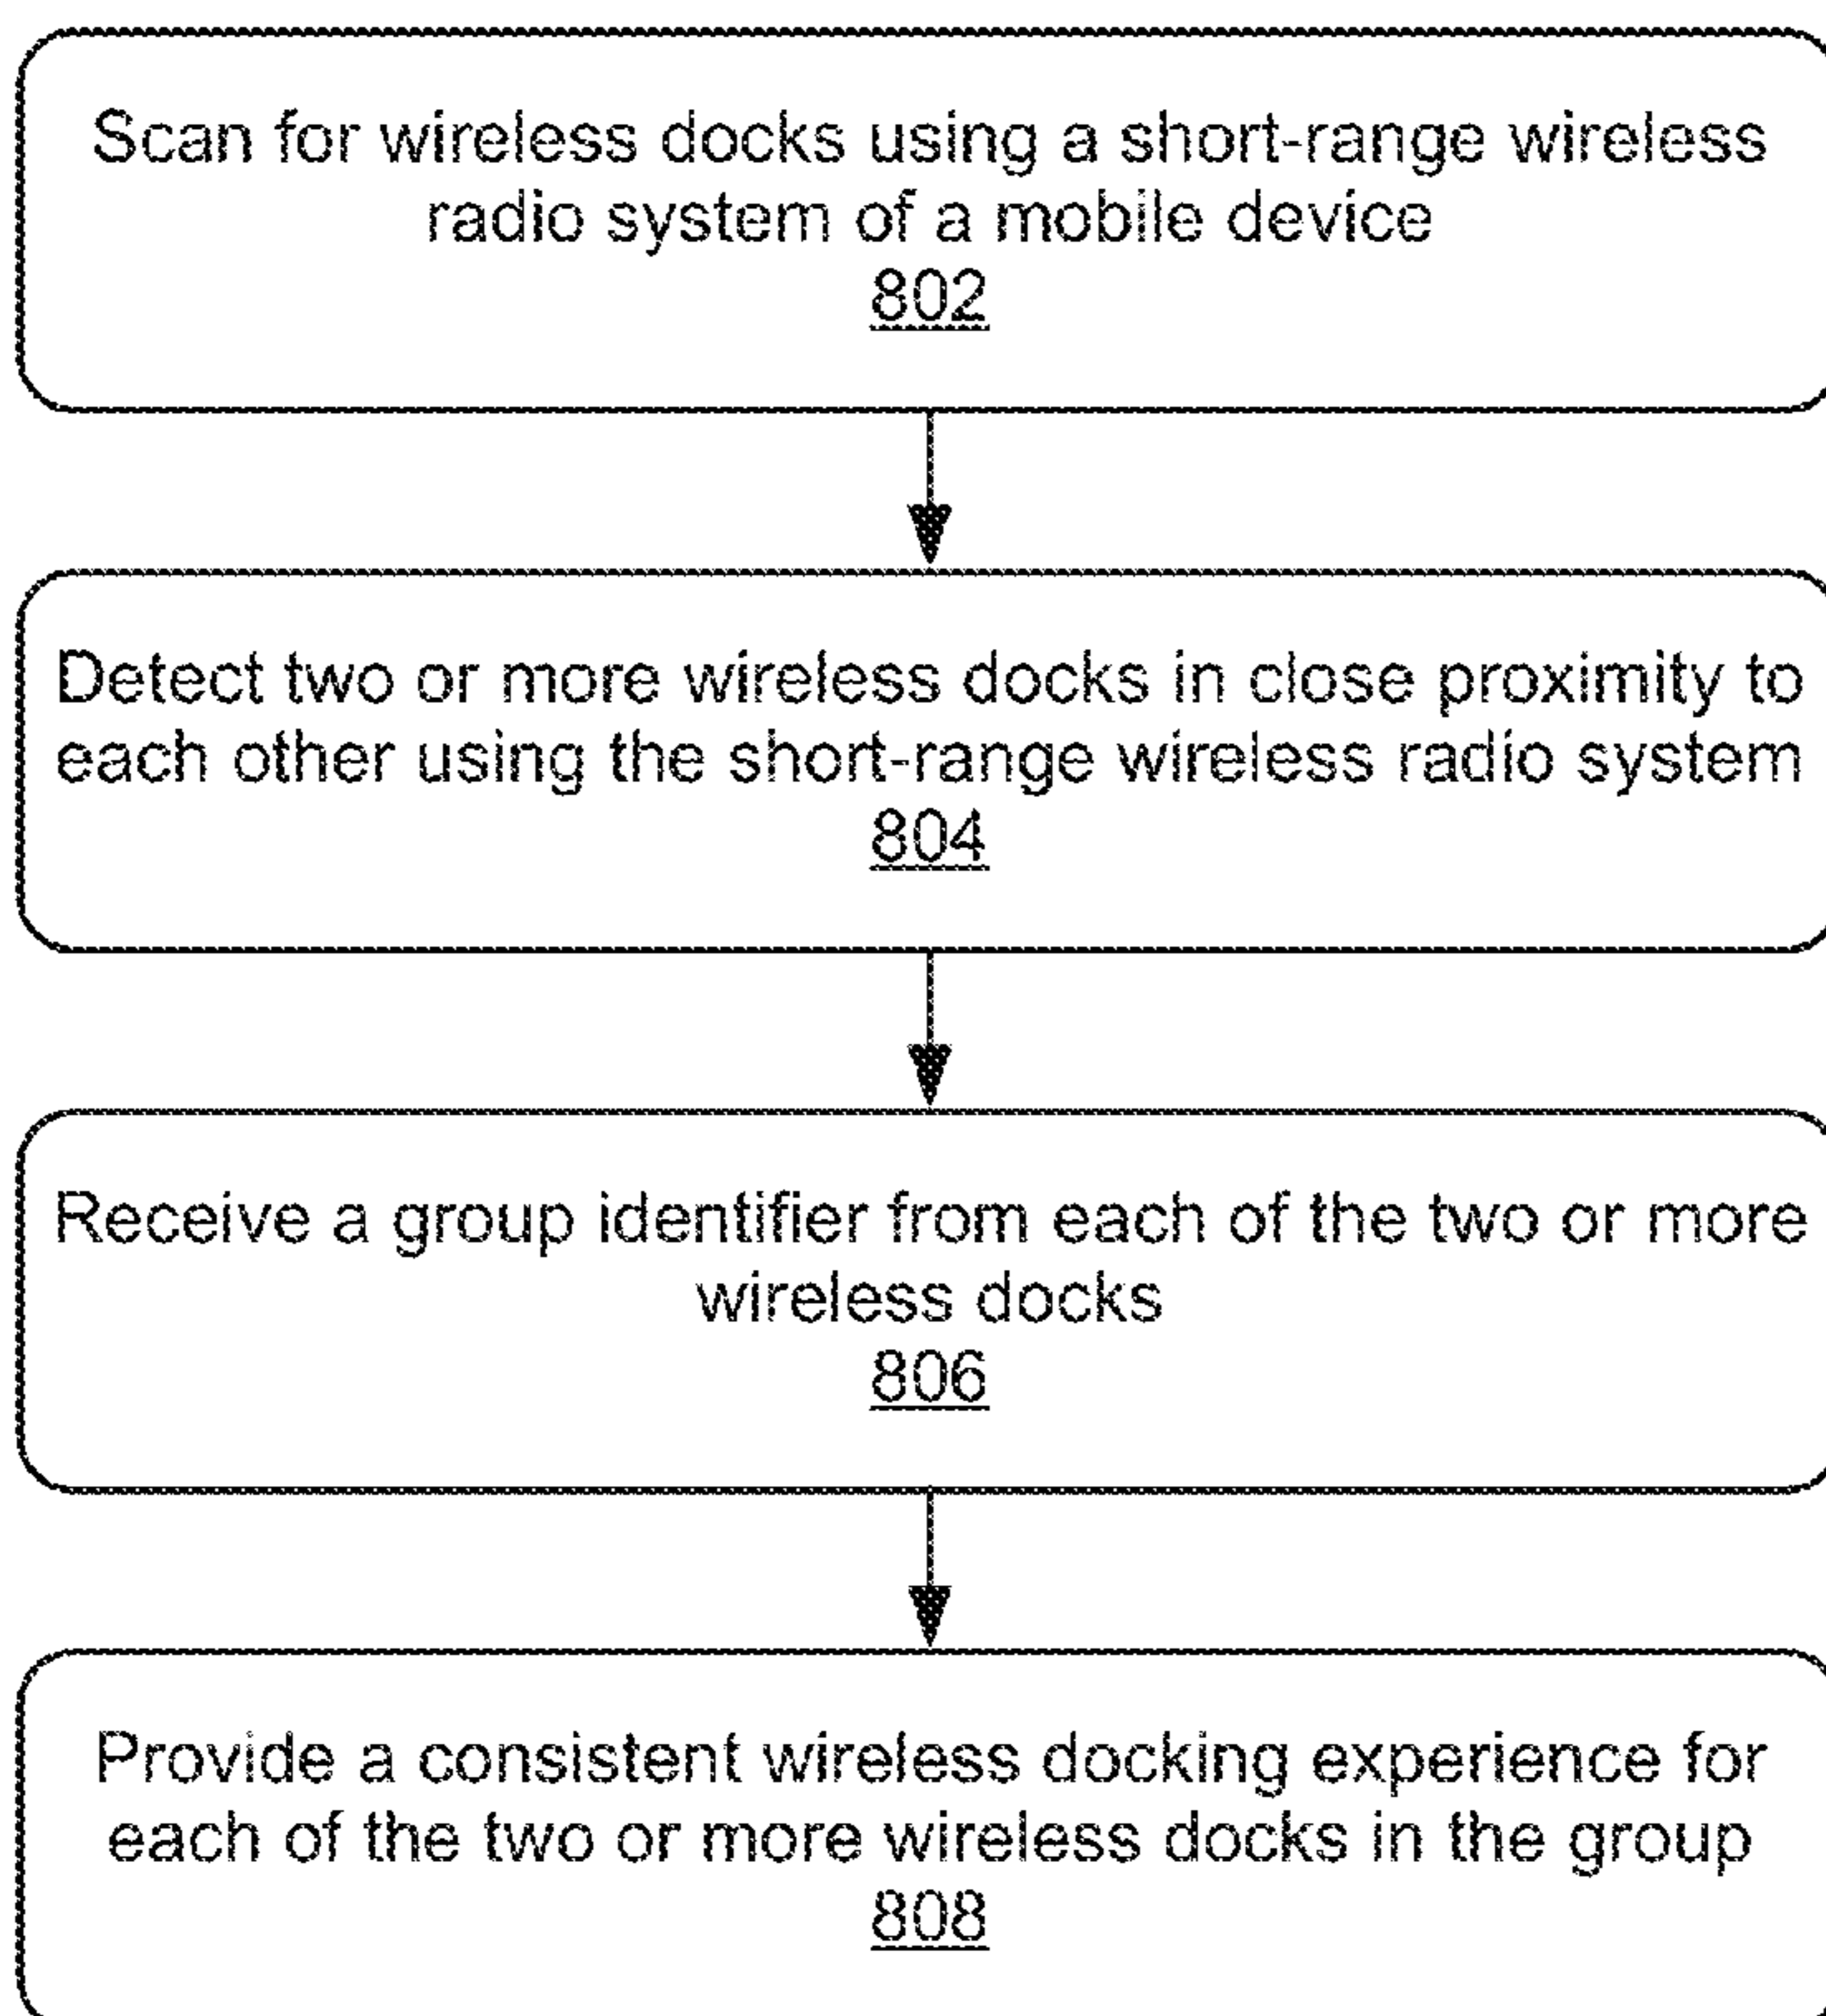 Scan for wireless docks using a short-range wireless
radio system of a mobile device
802
Detect two or more wireless docks in close proximity to
each other using the short-range wireless radio system
804
Receive a group identifier from each of the two or more
wireless docks
806
Provide a consistent wireless docking experience for
each of the two or more wireless docks in the group
808